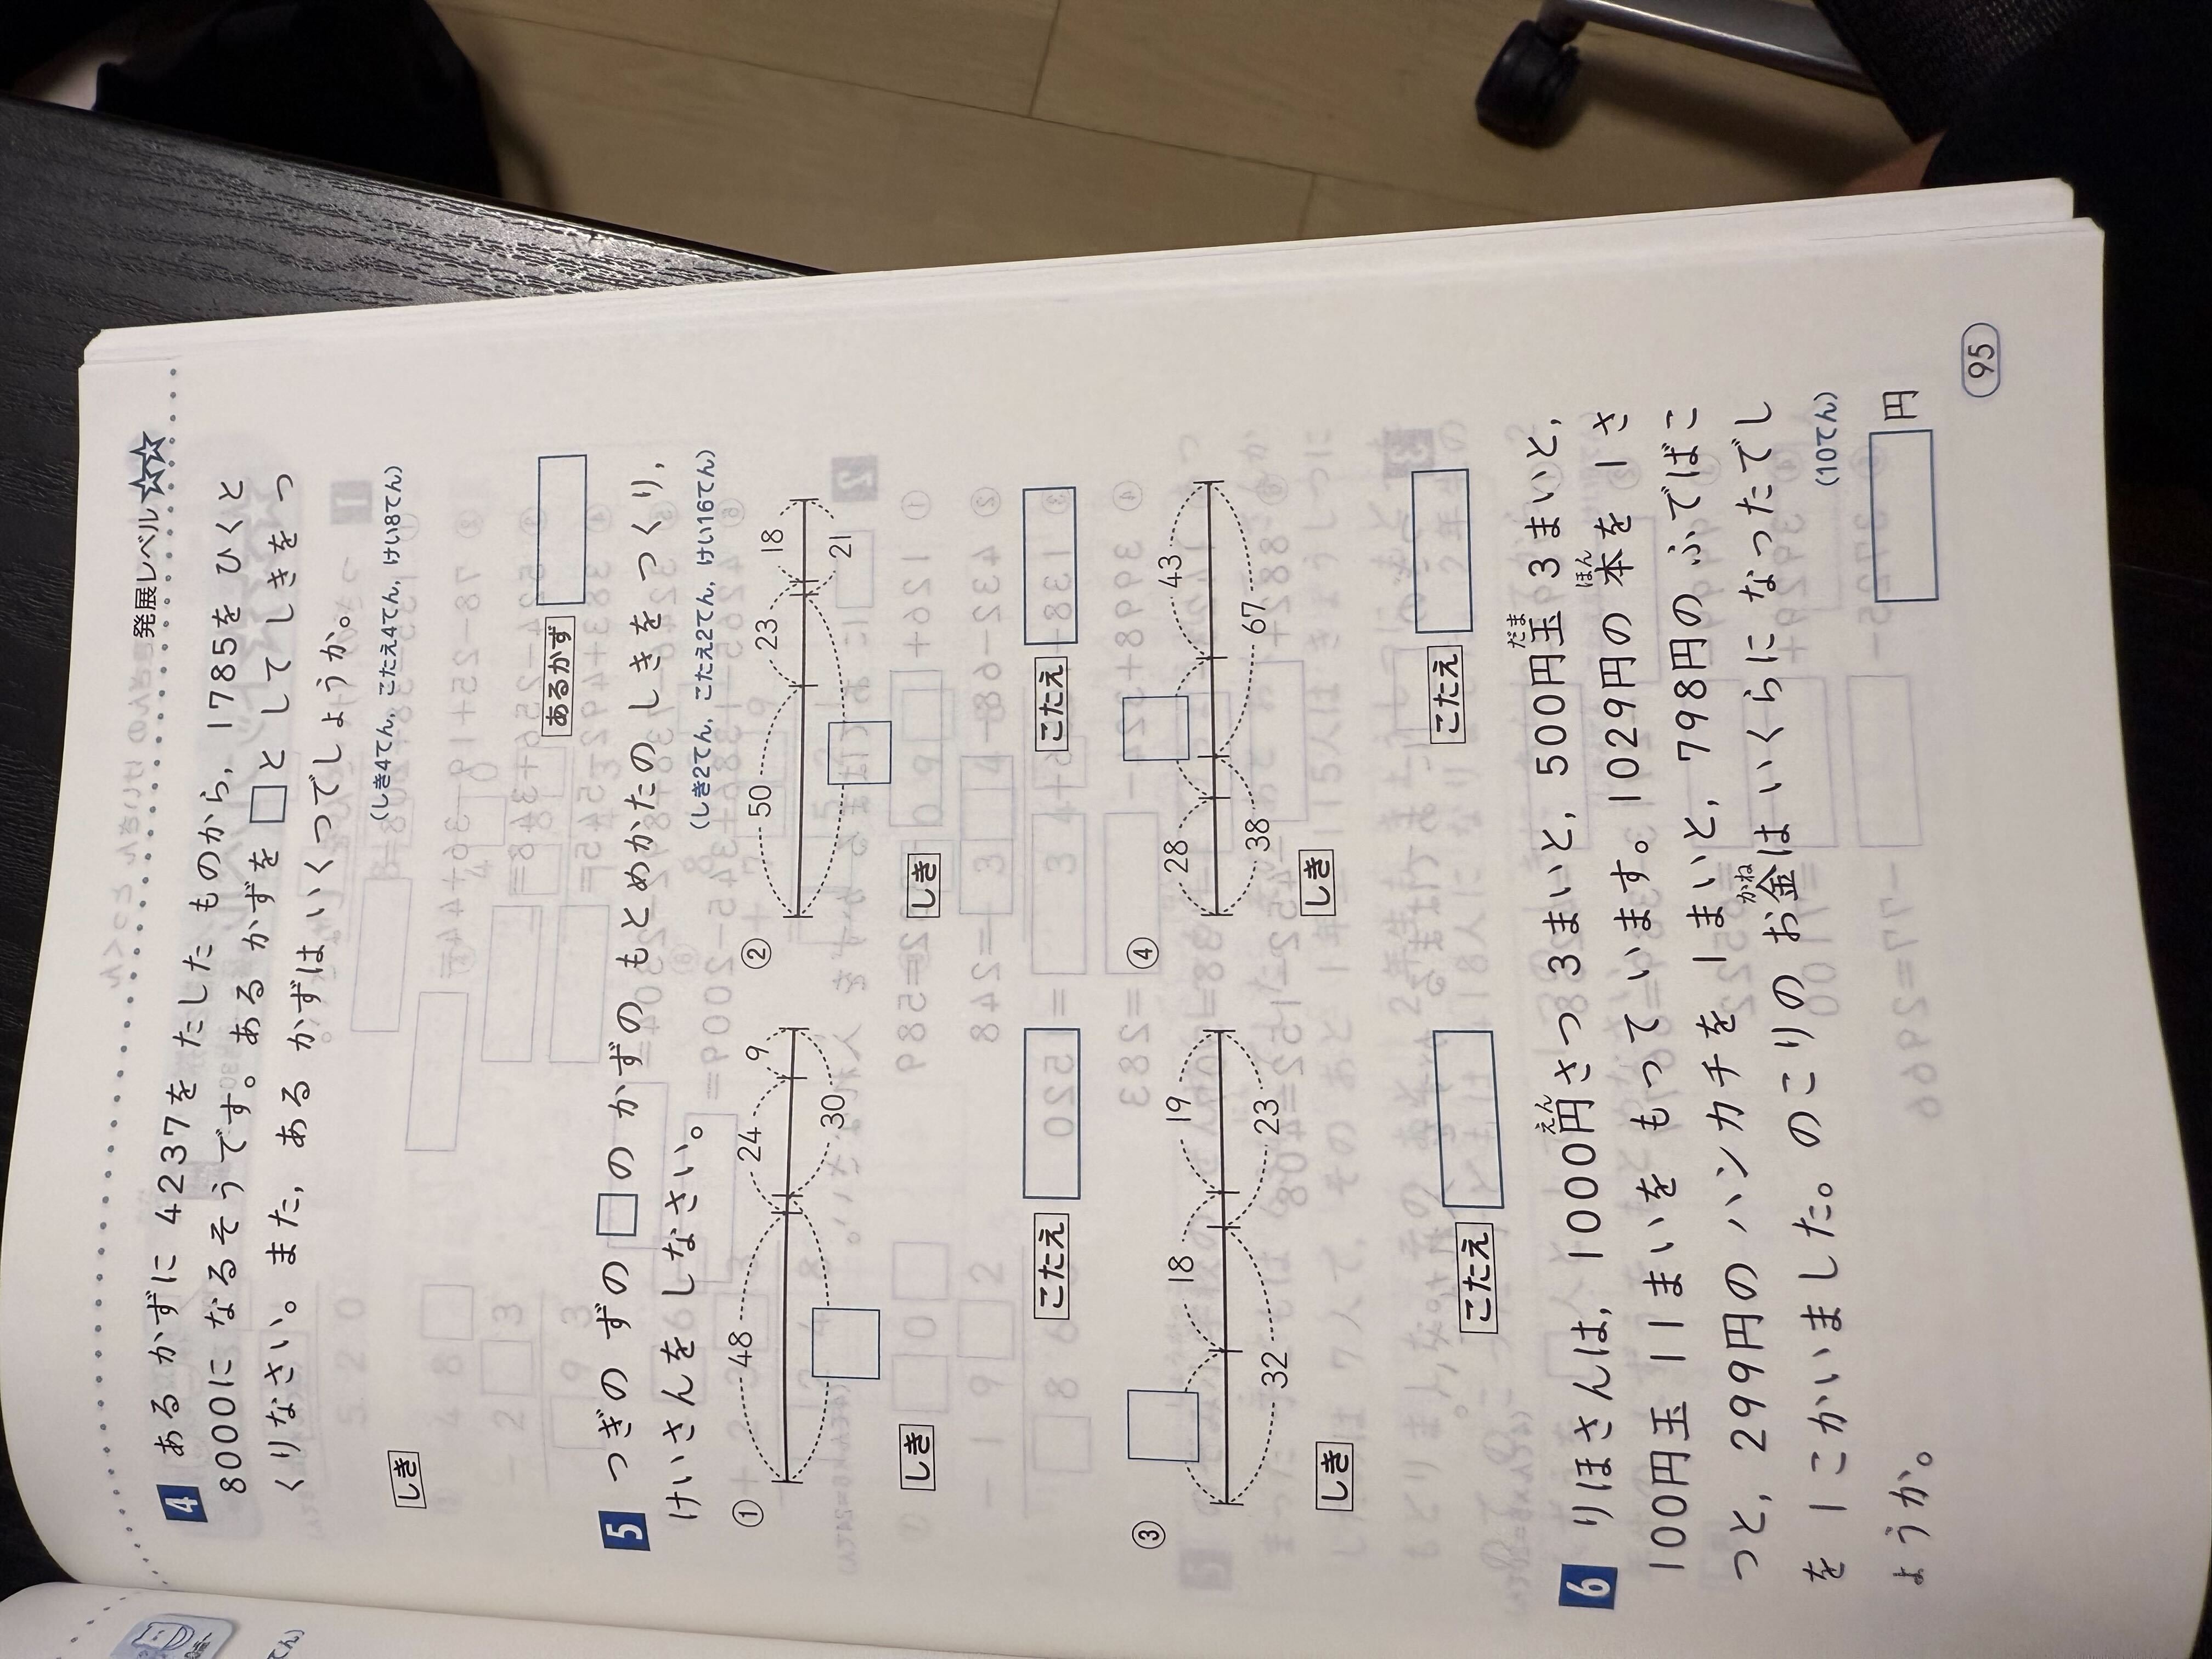 発展レベル
4 ある かずに 4237を たした ものから, 1785を ひくと
8000に なるそうです。ある かずを □と して しきを つ
くりなさい。また, ある かずは いくつでしょうか。
(しき4てん, こたえ4てん, けい8てん)
しき
あるかず
5 つぎの ずの □の かずの もとめかたの しきを つくり,
けいさんを しなさい。
(しき2てん, こたえ2てん, けい16てん)
①
48
24
9
30
しき
こたえ
②
50
23
18
21
しき
こたえ
③
18
19
32
23
しき
こたえ
④
28
43
38
67
しき
こたえ
えん だま
6 りほさんは, 1000円さつ 3まいと, 500円玉 3まいと,
ほん
100円玉 11まいを もって います。1029円の 本を 1さ
つと, 299円の ハンカチを 1まいと, 798円の ふでばこ
かね
を 1こかいました。のこりの お金は いくらに なったでし
ょうか。
(10てん)
円
95
てん)